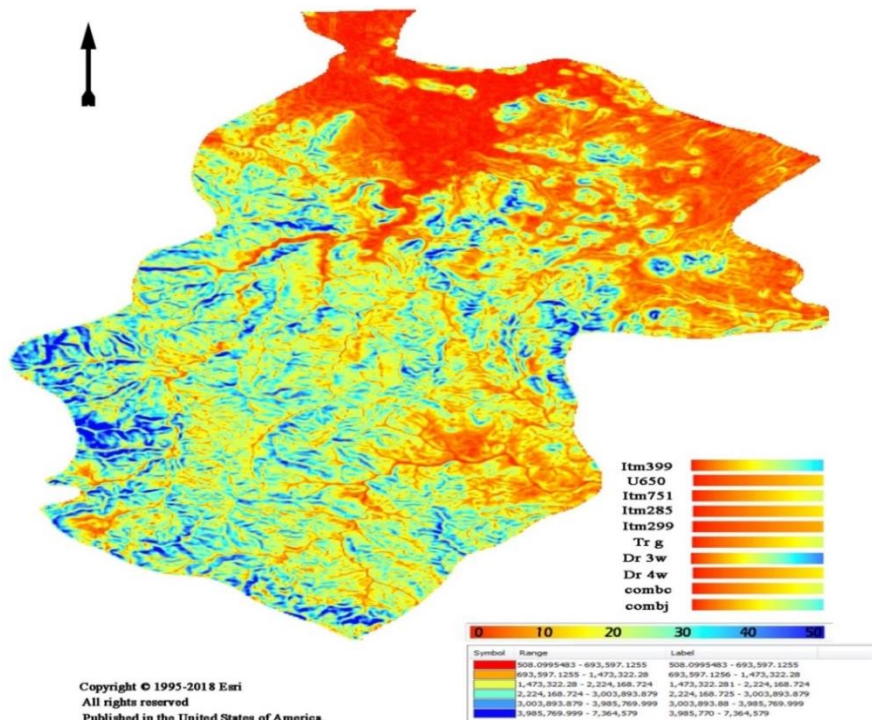 Itm399
U650
Itm751
Itm285
Itm299
Tr g
Dr 3w
Dr 4w
combc
combj
0 10 20 30 40 50
Symbol Range Label
508.0995483 - 693,597.1255 508.0995483 - 693,597.1255
693,597.1255 - 1,473,322.28 693,597.1256 - 1,473,322.28
1,473,322.28 - 2,224,168.724 1,473,322.281 - 2,224,168.724
2,224,168.724 - 3,003,893.879 2,224,168.725 - 3,003,893.879
3,003,893.879 - 3,985,769.999 3,003,893.88 - 3,985,769.999
3,985,769.999 - 7,364,579 3,985,770 - 7,364,579
Copyright © 1995-2018 Esri
All rights reserved
Published in the United States of America